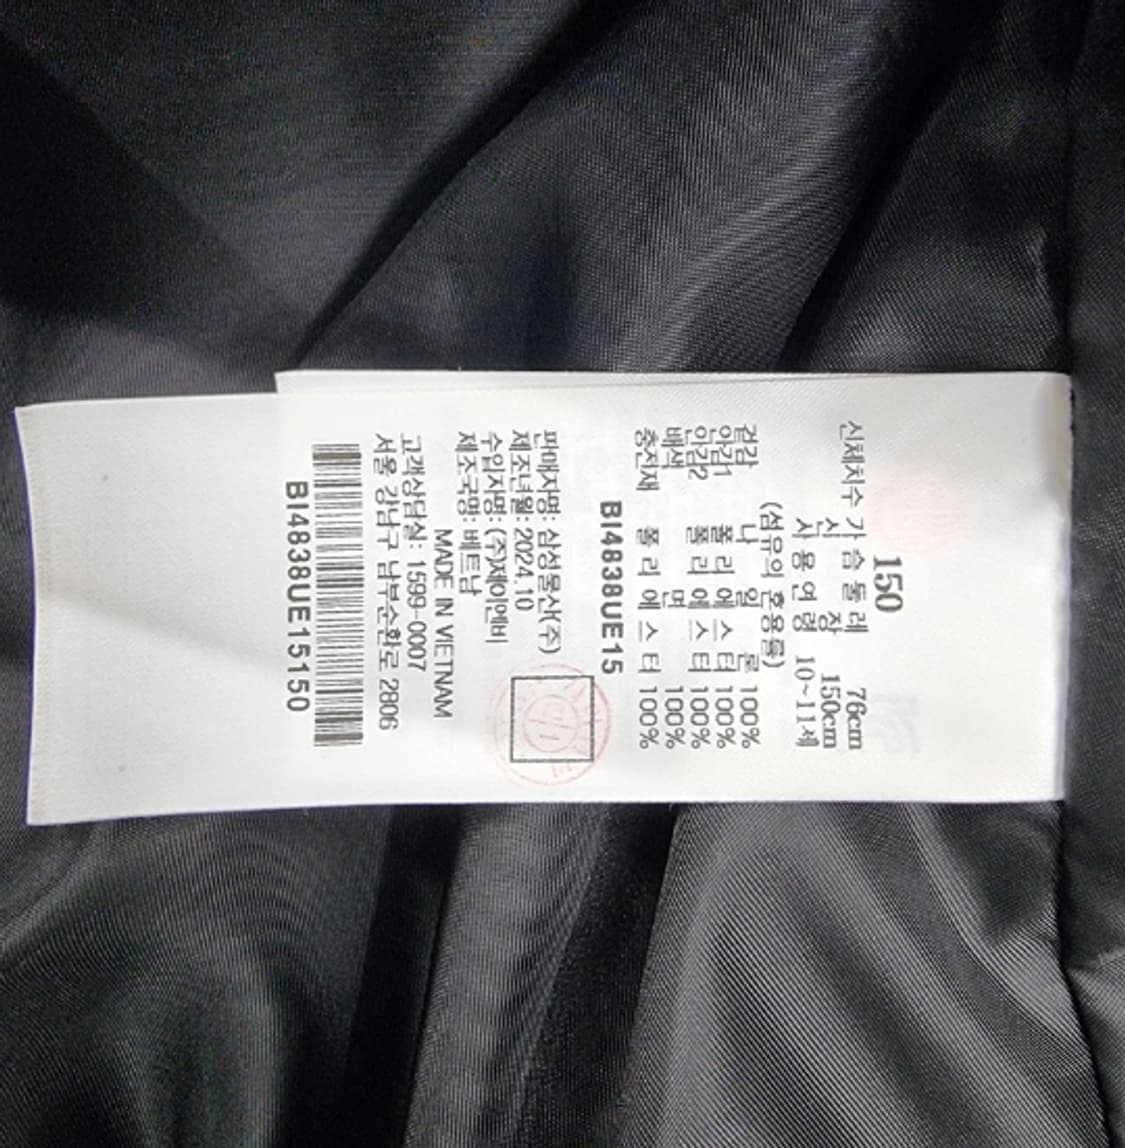 150
신체치수 가 슴 둘 레 76cm
신 장 150cm
사 용 연 령 10~11세
(섬유의 혼용률)
겉감 나 일 론 100%
안감1 폴 리 에 스 터 100%
안감2 폴 리 에 스 터 100%
배색 면 100%
충전재 폴 리 에 스 터 100%
BI4838UE15
판매자명: 삼성물산(주)
제조년월: 2024.10
수입자명: (주)제이엔비
제조국명: 베트남
MADE IN VIETNAM
고객상담실: 1599-0007
서울 강남구 남부순환로 2806
BI4838UE15150